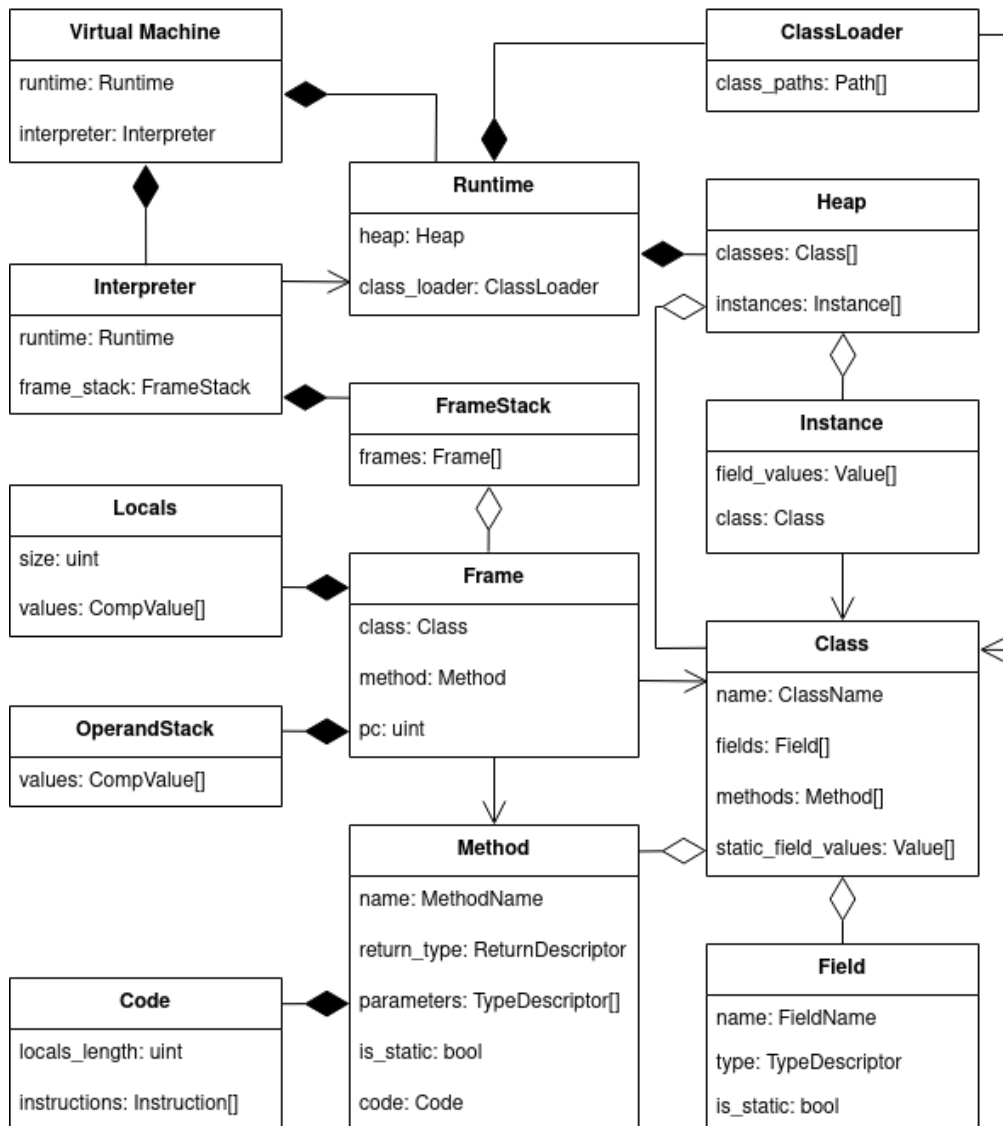 Virtual Machine
runtime: Runtime
interpreter: Interpreter
ClassLoader
class_paths: Path[]
Runtime
heap: Heap
class_loader: ClassLoader
Heap
classes: Class[]
instances: Instance[]
Interpreter
runtime: Runtime
frame_stack: FrameStack
FrameStack
frames: Frame[]
Instance
field_values: Value[]
class: Class
Locals
size: uint
values: CompValue[]
Frame
class: Class
method: Method
pc: uint
Class
name: ClassName
fields: Field[]
methods: Method[]
static_field_values: Value[]
OperandStack
values: CompValue[]
Method
name: MethodName
return_type: ReturnDescriptor
parameters: TypeDescriptor[]
is_static: bool
code: Code
Code
locals_length: uint
instructions: Instruction[]
Field
name: FieldName
type: TypeDescriptor
is_static: bool